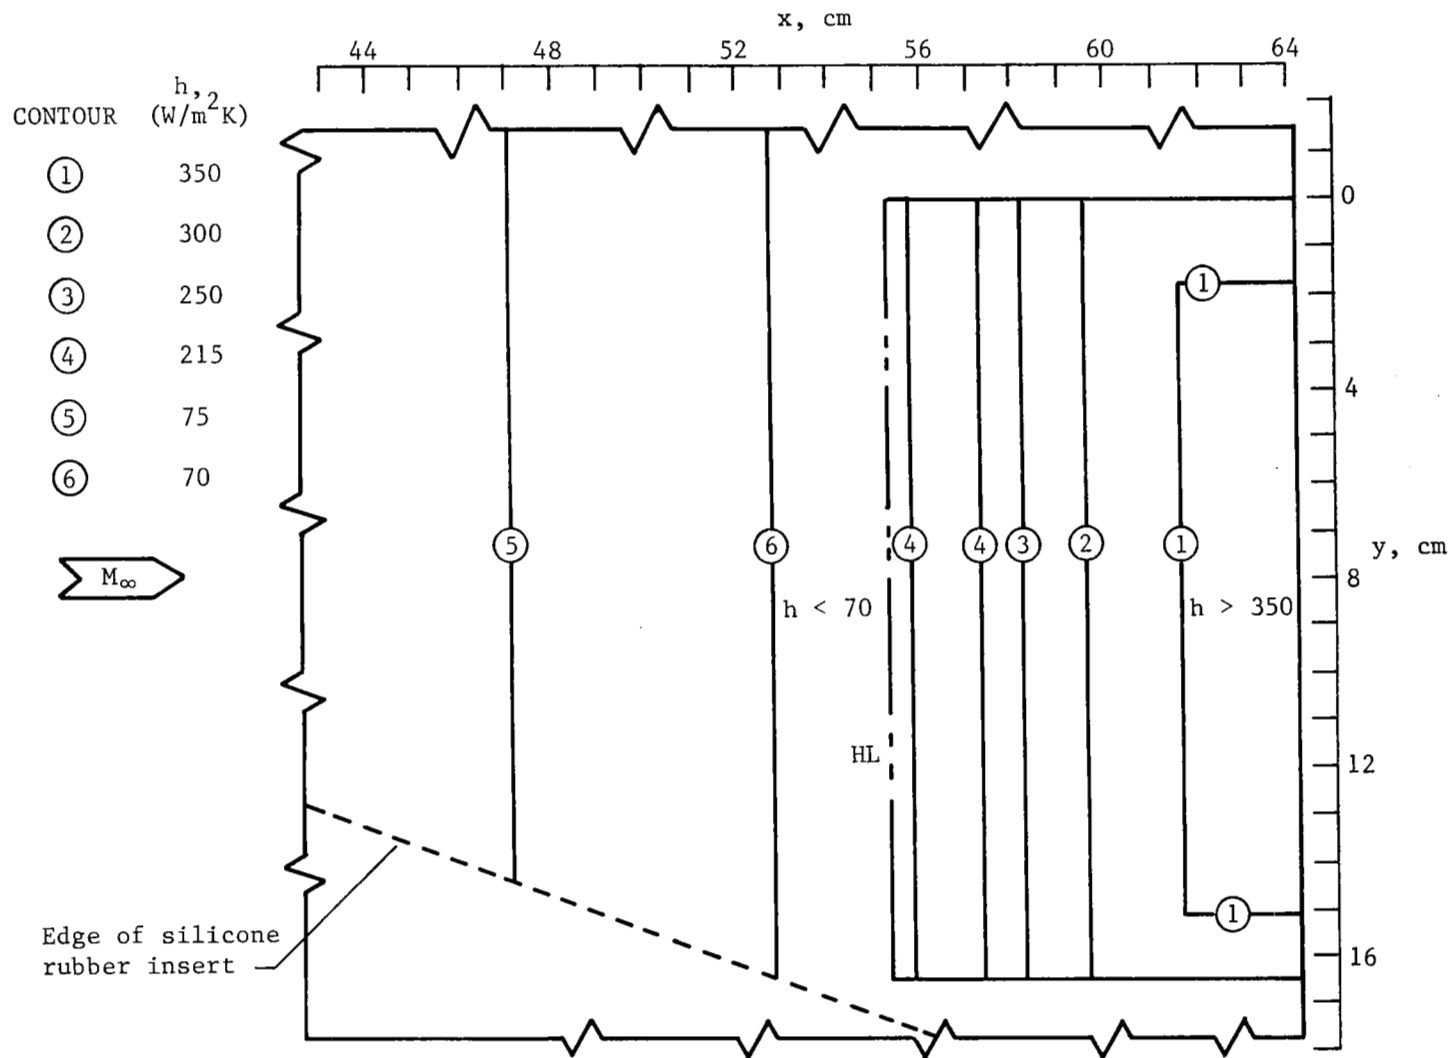 x, cm
44 48 52 56 60 64
h,
CONTOUR (W/m²K)
① 350
② 300
③ 250
④ 215
⑤ 75
⑥ 70
M∞
0
4
8
12
16
y, cm
①
⑤ ⑥ ④ ④ ③ ② ①
h < 70
h > 350
HL
①
Edge of silicone
rubber insert